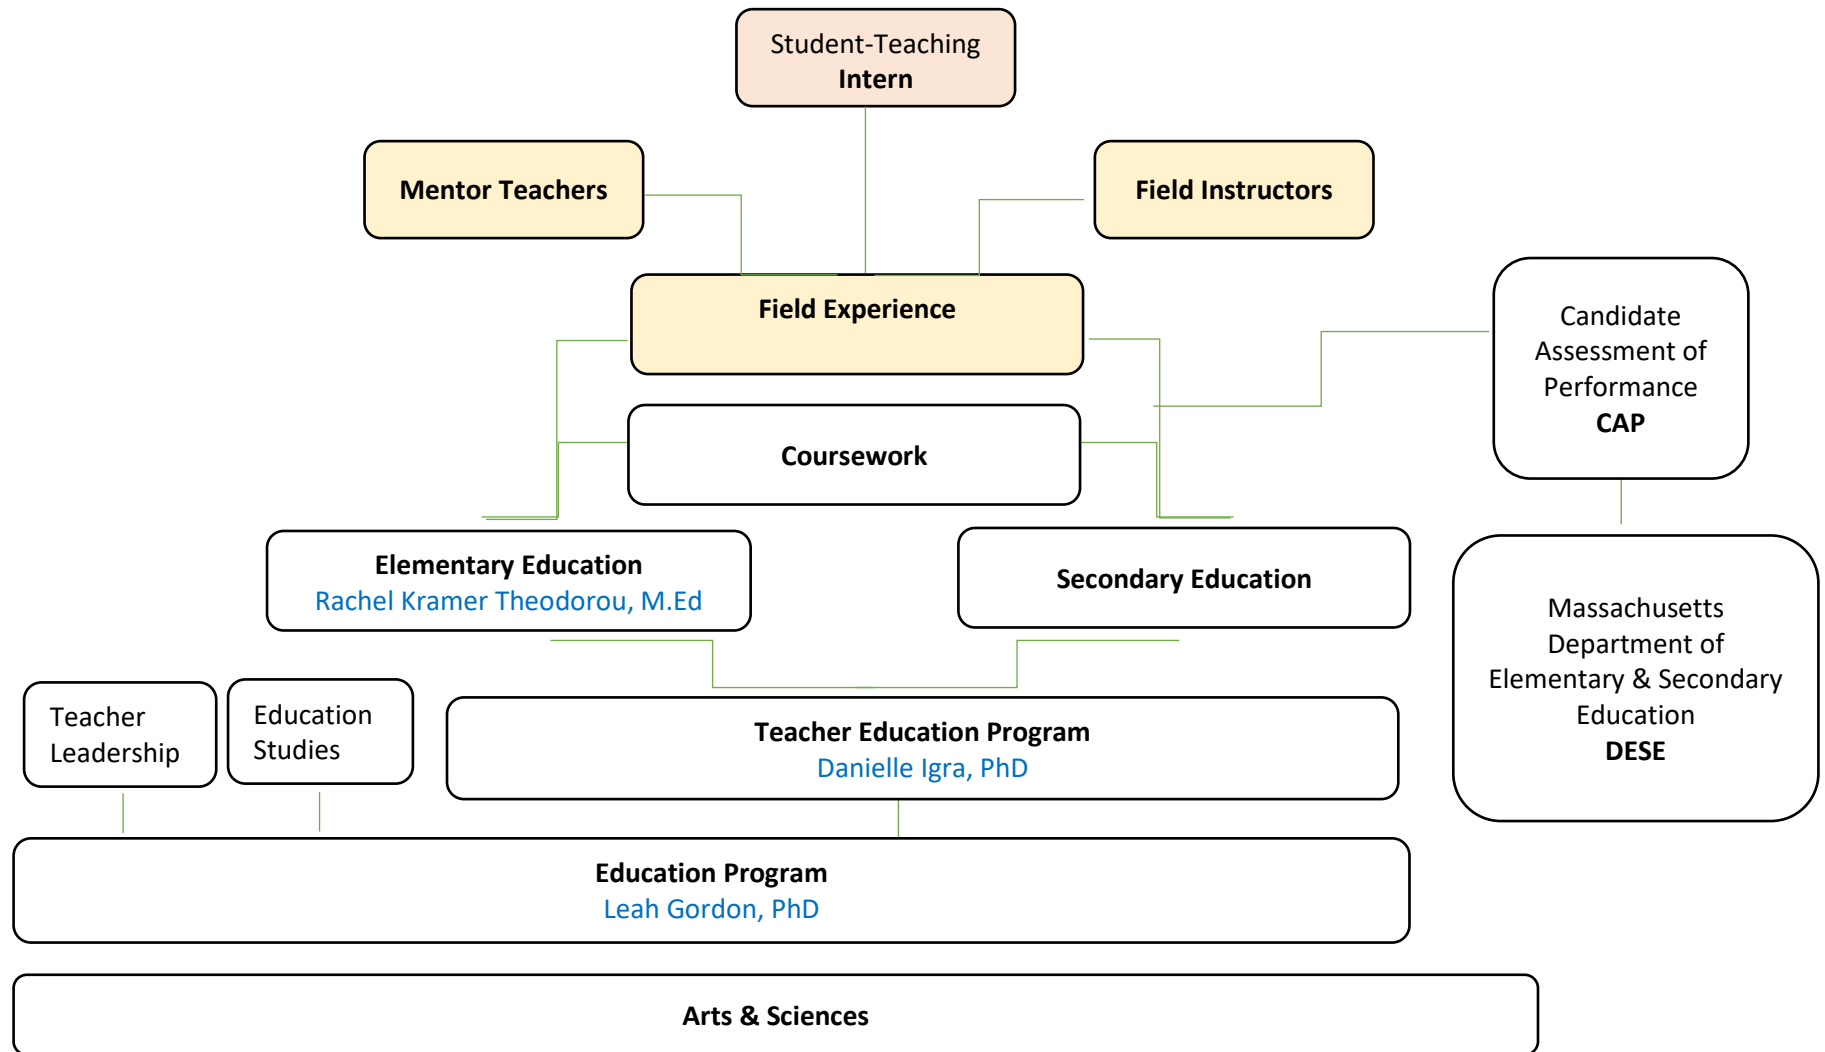 Student-Teaching
Intern
Mentor Teachers
Field Instructors
Field Experience
Candidate
Assessment of
Performance
CAP
Coursework
Elementary Education
Rachel Kramer Theodorou, M.Ed
Secondary Education
Massachusetts
Department of
Elementary & Secondary
Education
DESE
Teacher
Leadership
Education
Studies
Teacher Education Program
Danielle Igra, PhD
Education Program
Leah Gordon, PhD
Arts & Sciences